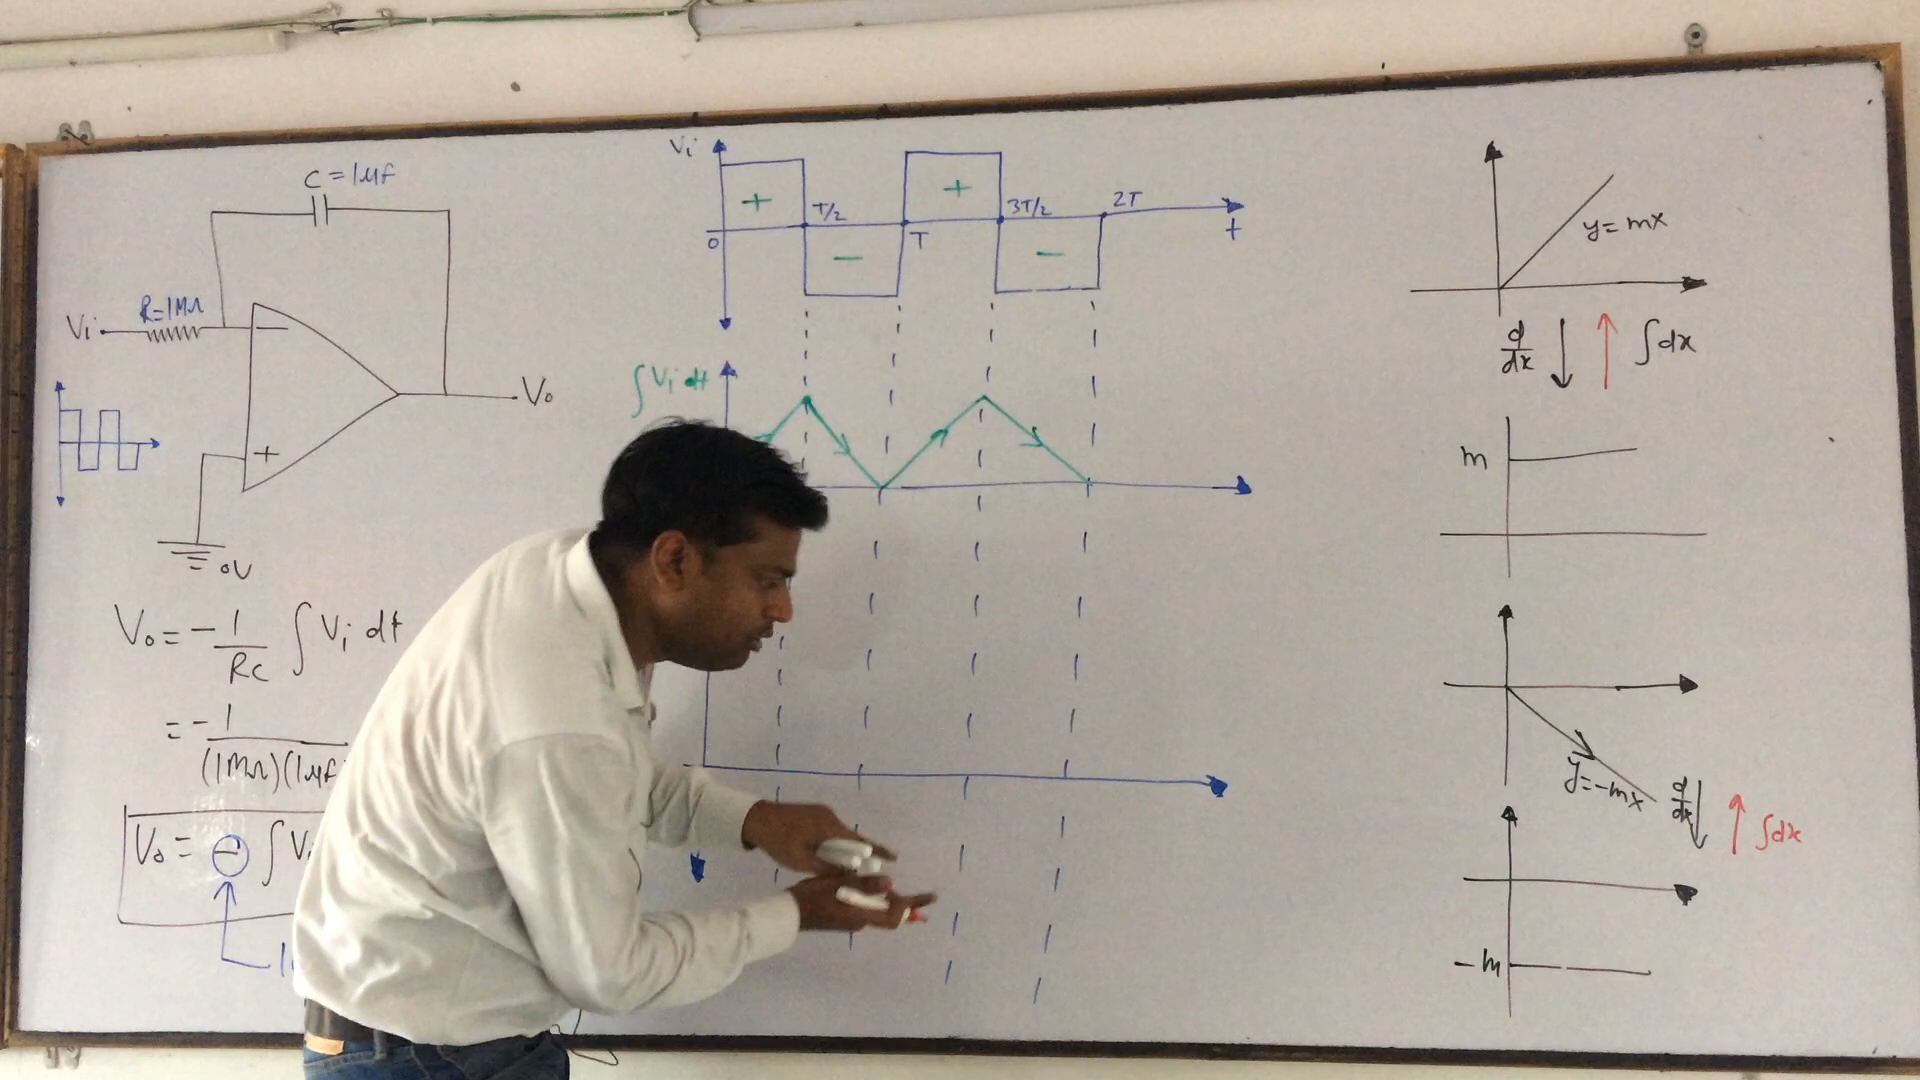 C = 1μf
R=1MΩ
Vi
−
+
Vo
0V
Vo = -1/RC ∫ Vi dt
= -1/(1MΩ)(1μf
Vo = − ∫ Vi
Vi
+
+
−
−
0
T/2
T
3T/2
2T
t
∫ Vi dt
y = mx
d/dx
∫dx
m
y=-mx
d/dx
∫dx
-m